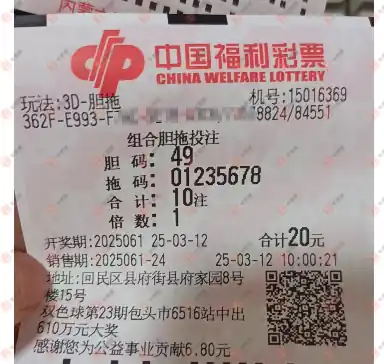 内蒙古
中国福利彩票
CHINA WELFARE LOTTERY
玩法:3D-胆拖
机号:15016369
362F-E993-F
8824/84551
组合胆拖投注
胆 码: 49
拖 码: 01235678
合 计: 10注
倍 数: 1
开奖期:2025061 25-03-12 合计20元
销售期:2025061-24 25-03-12 10:00:21
地址:回民区县府街县府家园8号
楼15号
双色球第23期包头市6516站中出
610万元大奖
感谢您为公益事业贡献6.80元